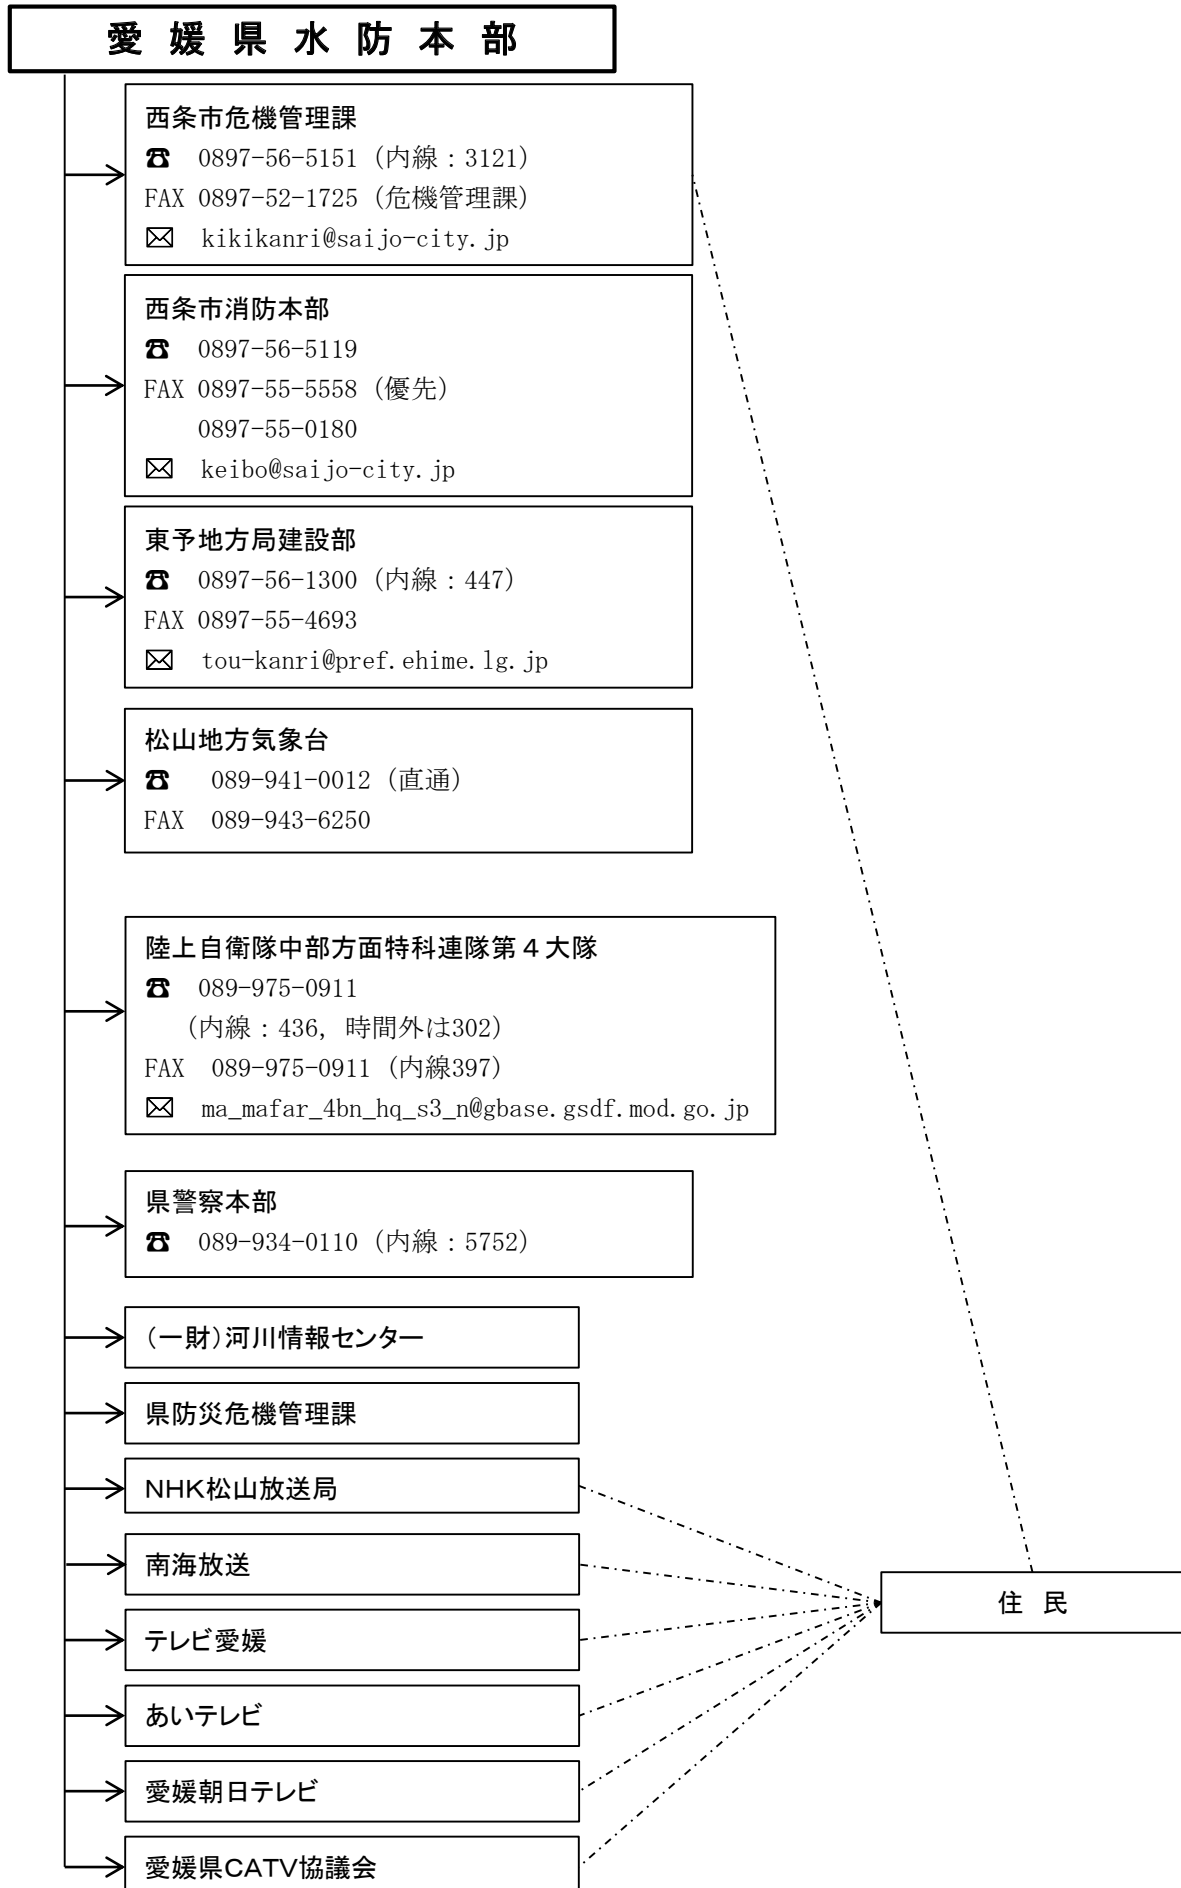 愛媛県水防本部
西条市危機管理課
☎ 0897-56-5151（内線：3121）
FAX 0897-52-1725（危機管理課）
✉ kikikanri@saijo-city.jp
西条市消防本部
☎ 0897-56-5119
FAX 0897-55-5558（優先）
0897-55-0180
✉ keibo@saijo-city.jp
東予地方局建設部
☎ 0897-56-1300（内線：447）
FAX 0897-55-4693
✉ tou-kanri@pref.ehime.lg.jp
松山地方気象台
☎ 089-941-0012（直通）
FAX 089-943-6250
陸上自衛隊中部方面特科連隊第４大隊
☎ 089-975-0911
（内線：436，時間外は302）
FAX 089-975-0911（内線397）
✉ ma_mafar_4bn_hq_s3_n@gbase.gsdf.mod.go.jp
県警察本部
☎ 089-934-0110（内線：5752）
（一財）河川情報センター
県防災危機管理課
NHK松山放送局
南海放送
テレビ愛媛
あいテレビ
愛媛朝日テレビ
愛媛県CATV協議会
住民